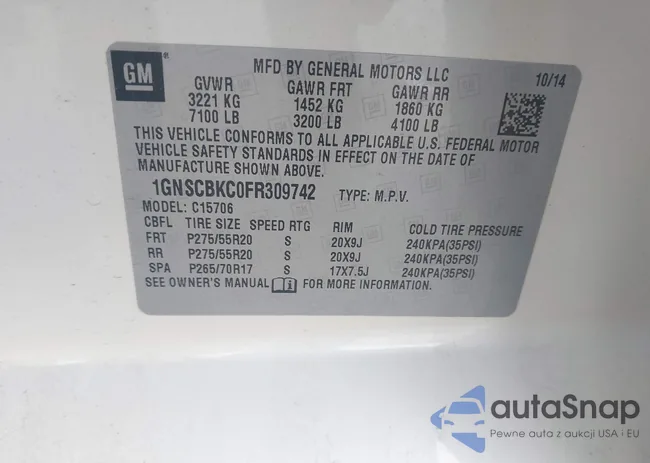 GM
MFD BY GENERAL MOTORS LLC
10/14
GVWR GAWR FRT GAWR RR
3221 KG 1452 KG 1860 KG
7100 LB 3200 LB 4100 LB
THIS VEHICLE CONFORMS TO ALL APPLICABLE U.S. FEDERAL MOTOR
VEHICLE SAFETY STANDARDS IN EFFECT ON THE DATE OF
MANUFACTURE SHOWN ABOVE.
1GNSCBKC0FR309742 TYPE: M.P.V.
MODEL: C15706
CBFL TIRE SIZE SPEED RTG RIM COLD TIRE PRESSURE
FRT P275/55R20 S 20X9J 240KPA(35PSI)
RR P275/55R20 S 20X9J 240KPA(35PSI)
SPA P265/70R17 S 17X7.5J 240KPA(35PSI)
SEE OWNER'S MANUAL FOR MORE INFORMATION.
autaSnap
Pewne auta z aukcji USA i EU